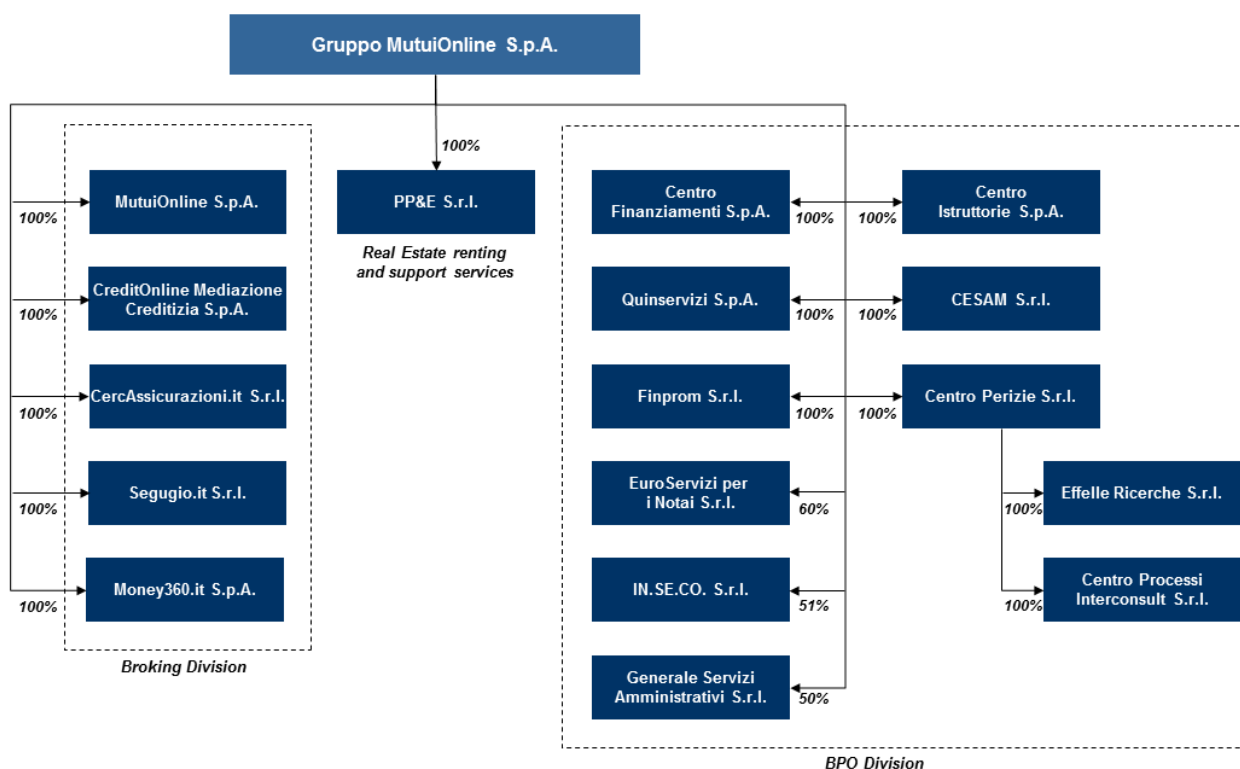 Gruppo MutuiOnline S.p.A.
100%
MutuiOnline S.p.A.
100%
CreditOnline Mediazione
Creditizia S.p.A.
100%
CercAssicurazioni.it S.r.l.
100%
Segugio.it S.r.l.
100%
Money360.it S.p.A.
100%
Broking Division
PP&E S.r.l.
Real Estate renting
and support services
Centro
Finanziamenti S.p.A.
100%
100%
Centro
Istruttorie S.p.A.
Quinservizi S.p.A.
100%
100%
CESAM S.r.l.
Finprom S.r.l.
100%
100%
Centro Perizie S.r.l.
EuroServizi per
i Notai S.r.l.
60%
Effelle Ricerche S.r.l.
100%
IN.SE.CO. S.r.l.
51%
Centro Processi
Interconsult S.r.l.
100%
Generale Servizi
Amministrativi S.r.l.
50%
BPO Division